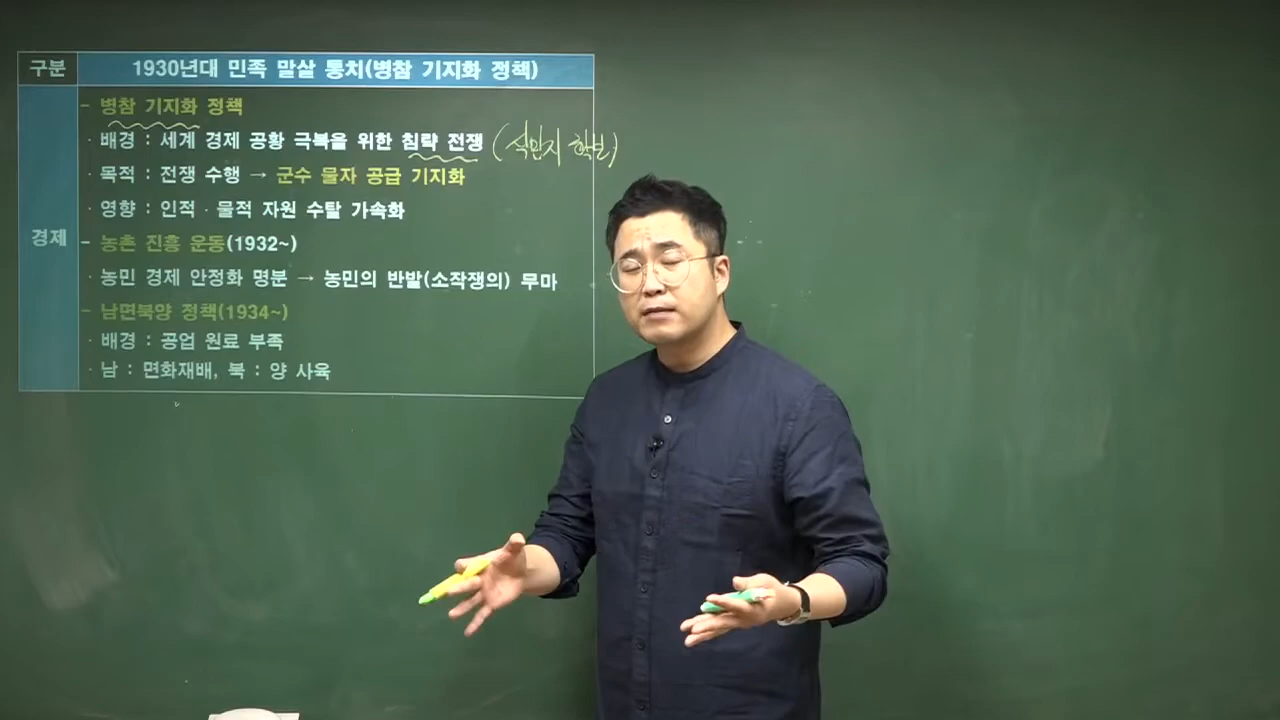 구분
1930년대 민족 말살 통치(병참 기지화 정책)
경제
- 병참 기지화 정책
· 배경 : 세계 경제 공황 극복을 위한 침략 전쟁 (식민지 확보)
· 목적 : 전쟁 수행 → 군수 물자 공급 기지화
· 영향 : 인적 · 물적 자원 수탈 가속화
- 농촌 진흥 운동(1932~)
· 농민 경제 안정화 명분 → 농민의 반발(소작쟁의) 무마
- 남면북양 정책(1934~)
· 배경 : 공업 원료 부족
· 남 : 면화재배, 북 : 양 사육